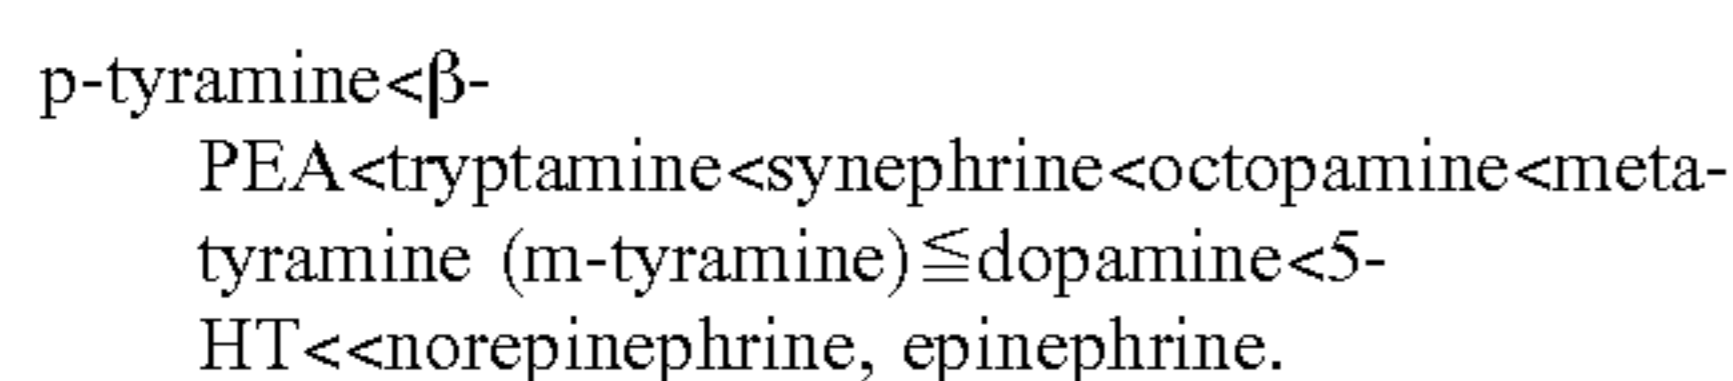 p-tyramine<β-
PEA<tryptamine<synephrine<octopamine<meta-
tyramine (m-tyramine)≦dopamine<5-
HT<<norepinephrine, epinephrine.